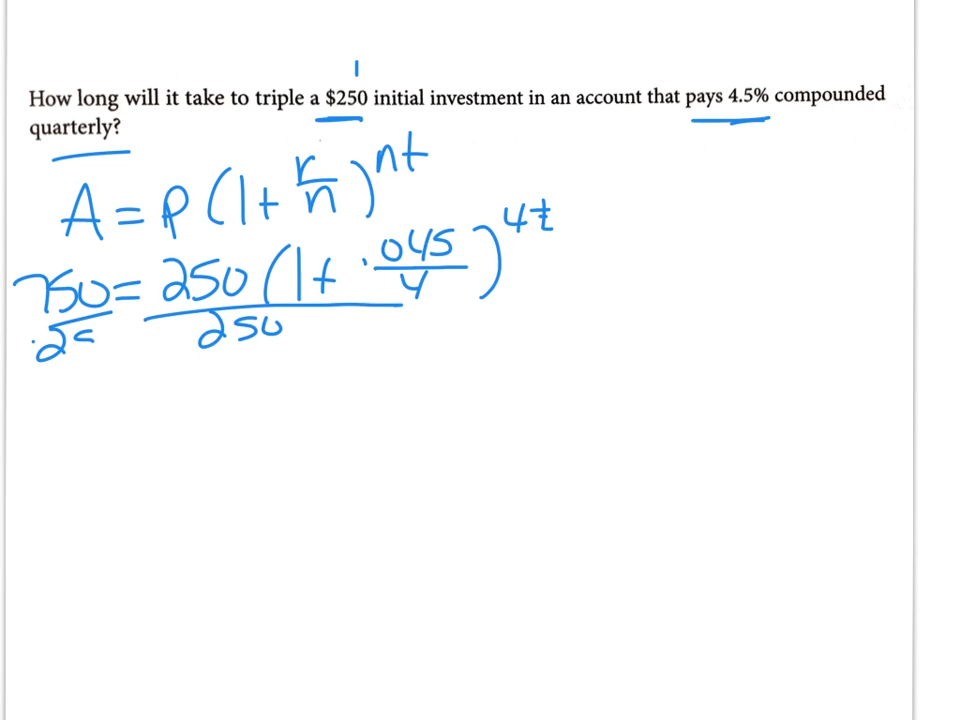 How long will it take to triple a $250 initial investment in an account that pays 4.5% compounded
quarterly?
A = P(1 + r/n)^nt
750 = 250(1 + .045/4)^4t
25 250